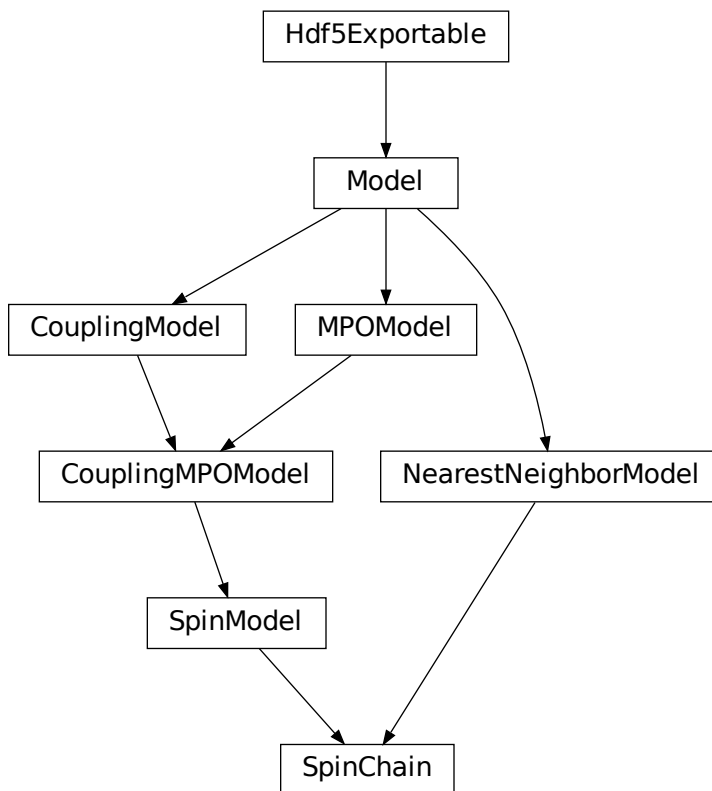 Hdf5Exportable
Model
CouplingModel
MPOModel
CouplingMPOModel
NearestNeighborModel
SpinModel
SpinChain